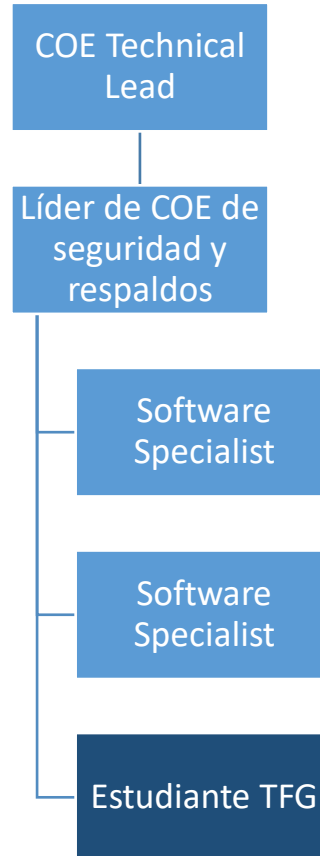 COE Technical
Lead
Líder de COE de
seguridad y
respaldos
Software
Specialist
Software
Specialist
Estudiante TFG